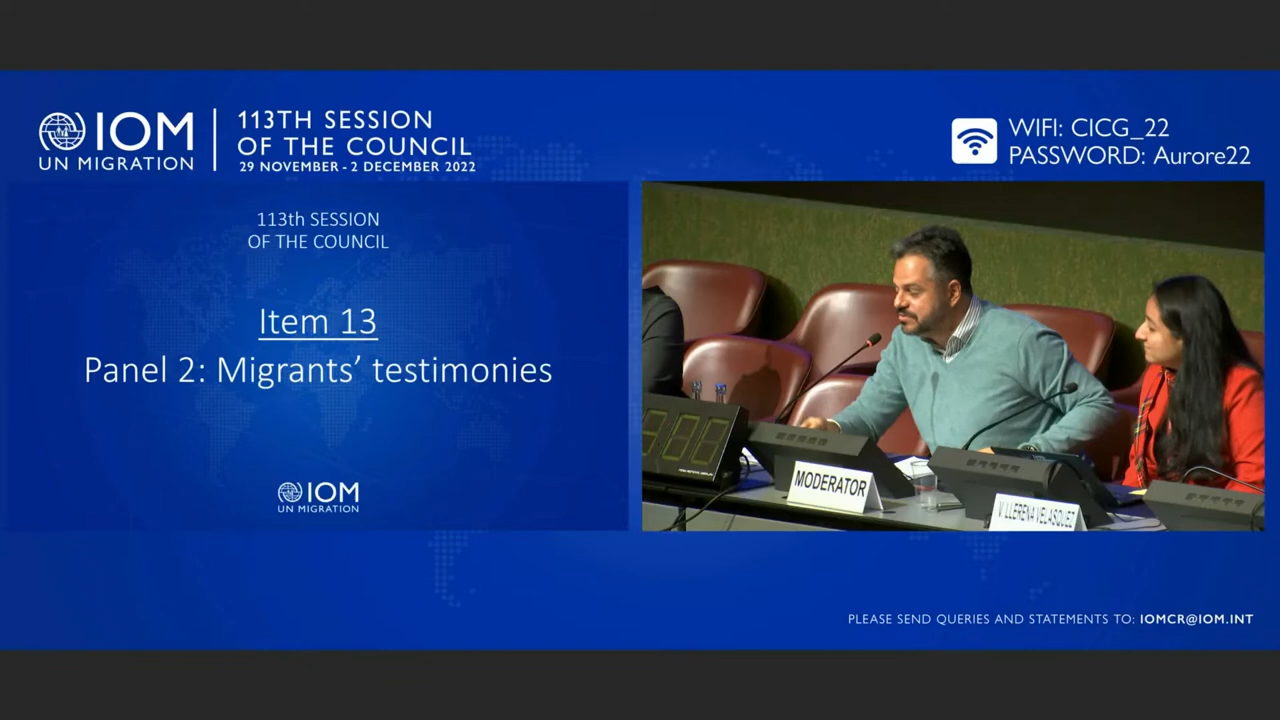 IOM
UN MIGRATION
113TH SESSION
OF THE COUNCIL
29 NOVEMBER - 2 DECEMBER 2022
WIFI: CICG_22
PASSWORD: Aurore22
113th SESSION
OF THE COUNCIL
Item 13
Panel 2: Migrants' testimonies
IOM
UN MIGRATION
MODERATOR
V. LLERENA VELASQUEZ
PLEASE SEND QUERIES AND STATEMENTS TO: IOMCR@IOM.INT